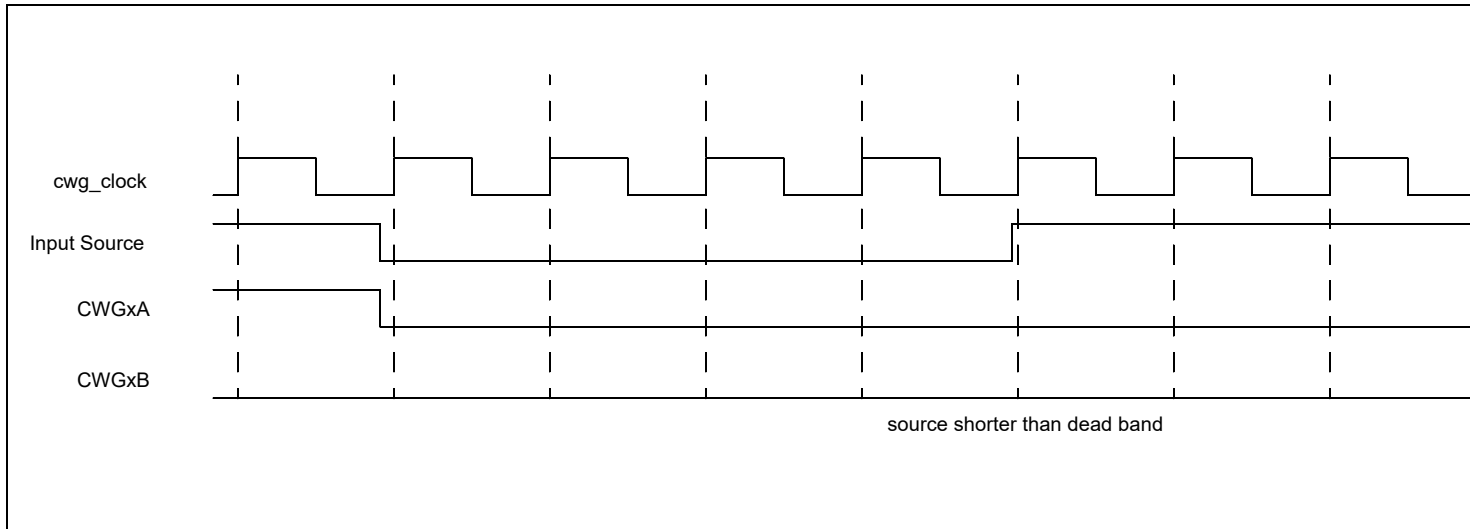 cwg_clock
Input Source
CWGxA
CWGxB
source shorter than dead band